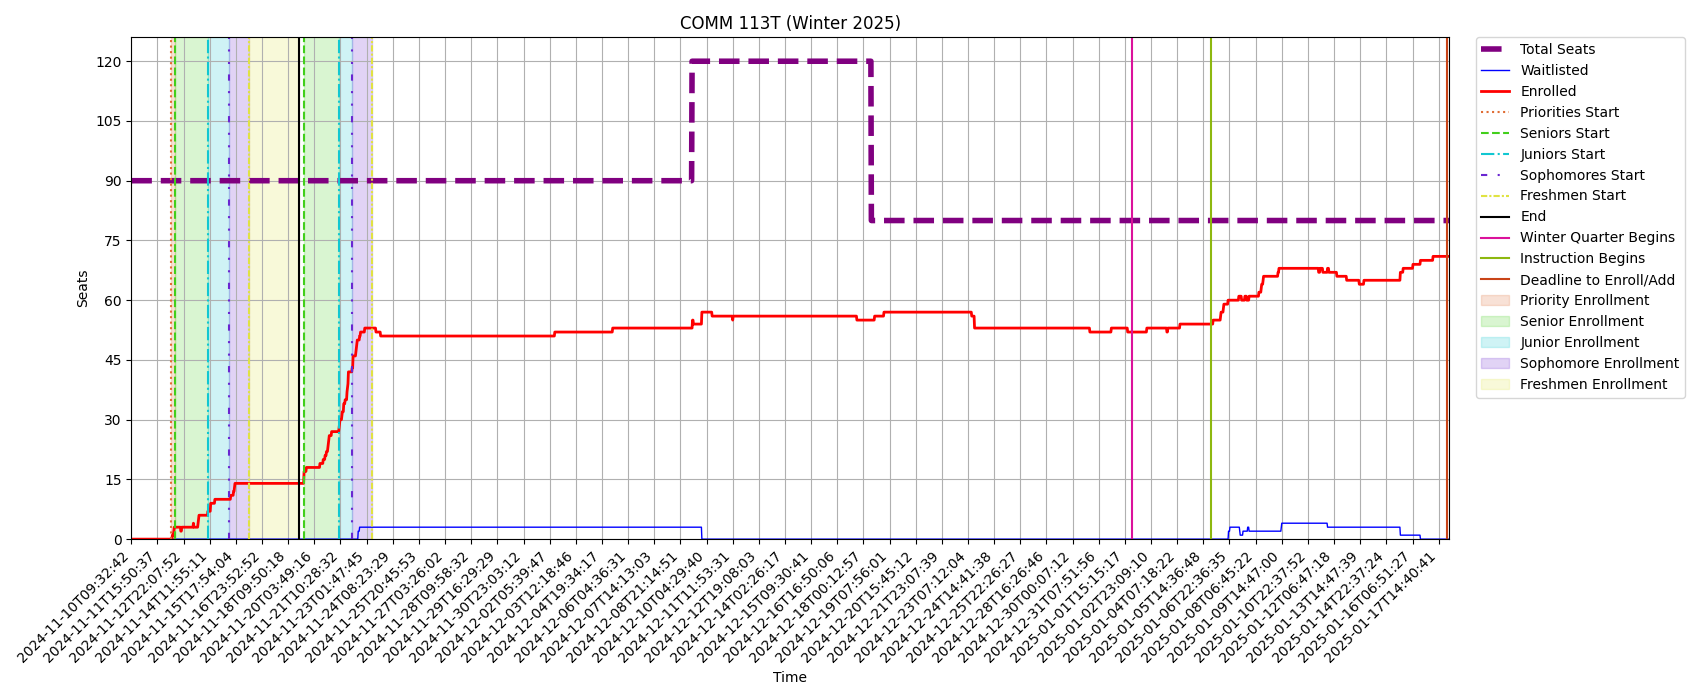 COMM 113T (Winter 2025)
120
105
90
75
60
45
30
15
0
Seats
2024-11-10T09:32:42
2024-11-11T11:50:37
2024-11-12T22:07:52
2024-11-14T11:55:11
2024-11-15T17:54:04
2024-11-16T23:52:52
2024-11-18T09:50:18
2024-11-20T03:49:16
2024-11-21T10:28:32
2024-11-23T01:47:45
2024-11-24T08:23:29
2024-11-25T20:45:53
2024-11-27T03:26:02
2024-11-28T09:58:32
2024-11-29T16:29:29
2024-11-30T23:03:12
2024-12-02T05:39:47
2024-12-03T12:18:46
2024-12-04T19:34:17
2024-12-06T04:36:31
2024-12-07T14:13:03
2024-12-08T21:14:51
2024-12-10T04:29:40
2024-12-11T11:53:31
2024-12-12T19:08:03
2024-12-14T02:26:17
2024-12-15T09:30:41
2024-12-16T16:50:06
2024-12-18T00:12:57
2024-12-19T07:56:01
2024-12-20T15:45:12
2024-12-21T23:07:39
2024-12-23T07:12:04
2024-12-24T14:41:38
2024-12-25T22:26:27
2024-12-28T16:26:46
2024-12-30T00:07:12
2024-12-31T07:51:56
2025-01-01T15:15:17
2025-01-02T23:09:10
2025-01-04T07:18:22
2025-01-05T14:36:48
2025-01-06T22:36:35
2025-01-08T06:45:22
2025-01-09T14:47:00
2025-01-10T22:37:52
2025-01-12T06:47:18
2025-01-13T14:47:39
2025-01-14T22:37:24
2025-01-16T06:51:27
2025-01-17T14:40:41
Time
Total Seats
Waitlisted
Enrolled
Priorities Start
Seniors Start
Juniors Start
Sophomores Start
Freshmen Start
End
Winter Quarter Begins
Instruction Begins
Deadline to Enroll/Add
Priority Enrollment
Senior Enrollment
Junior Enrollment
Sophomore Enrollment
Freshmen Enrollment